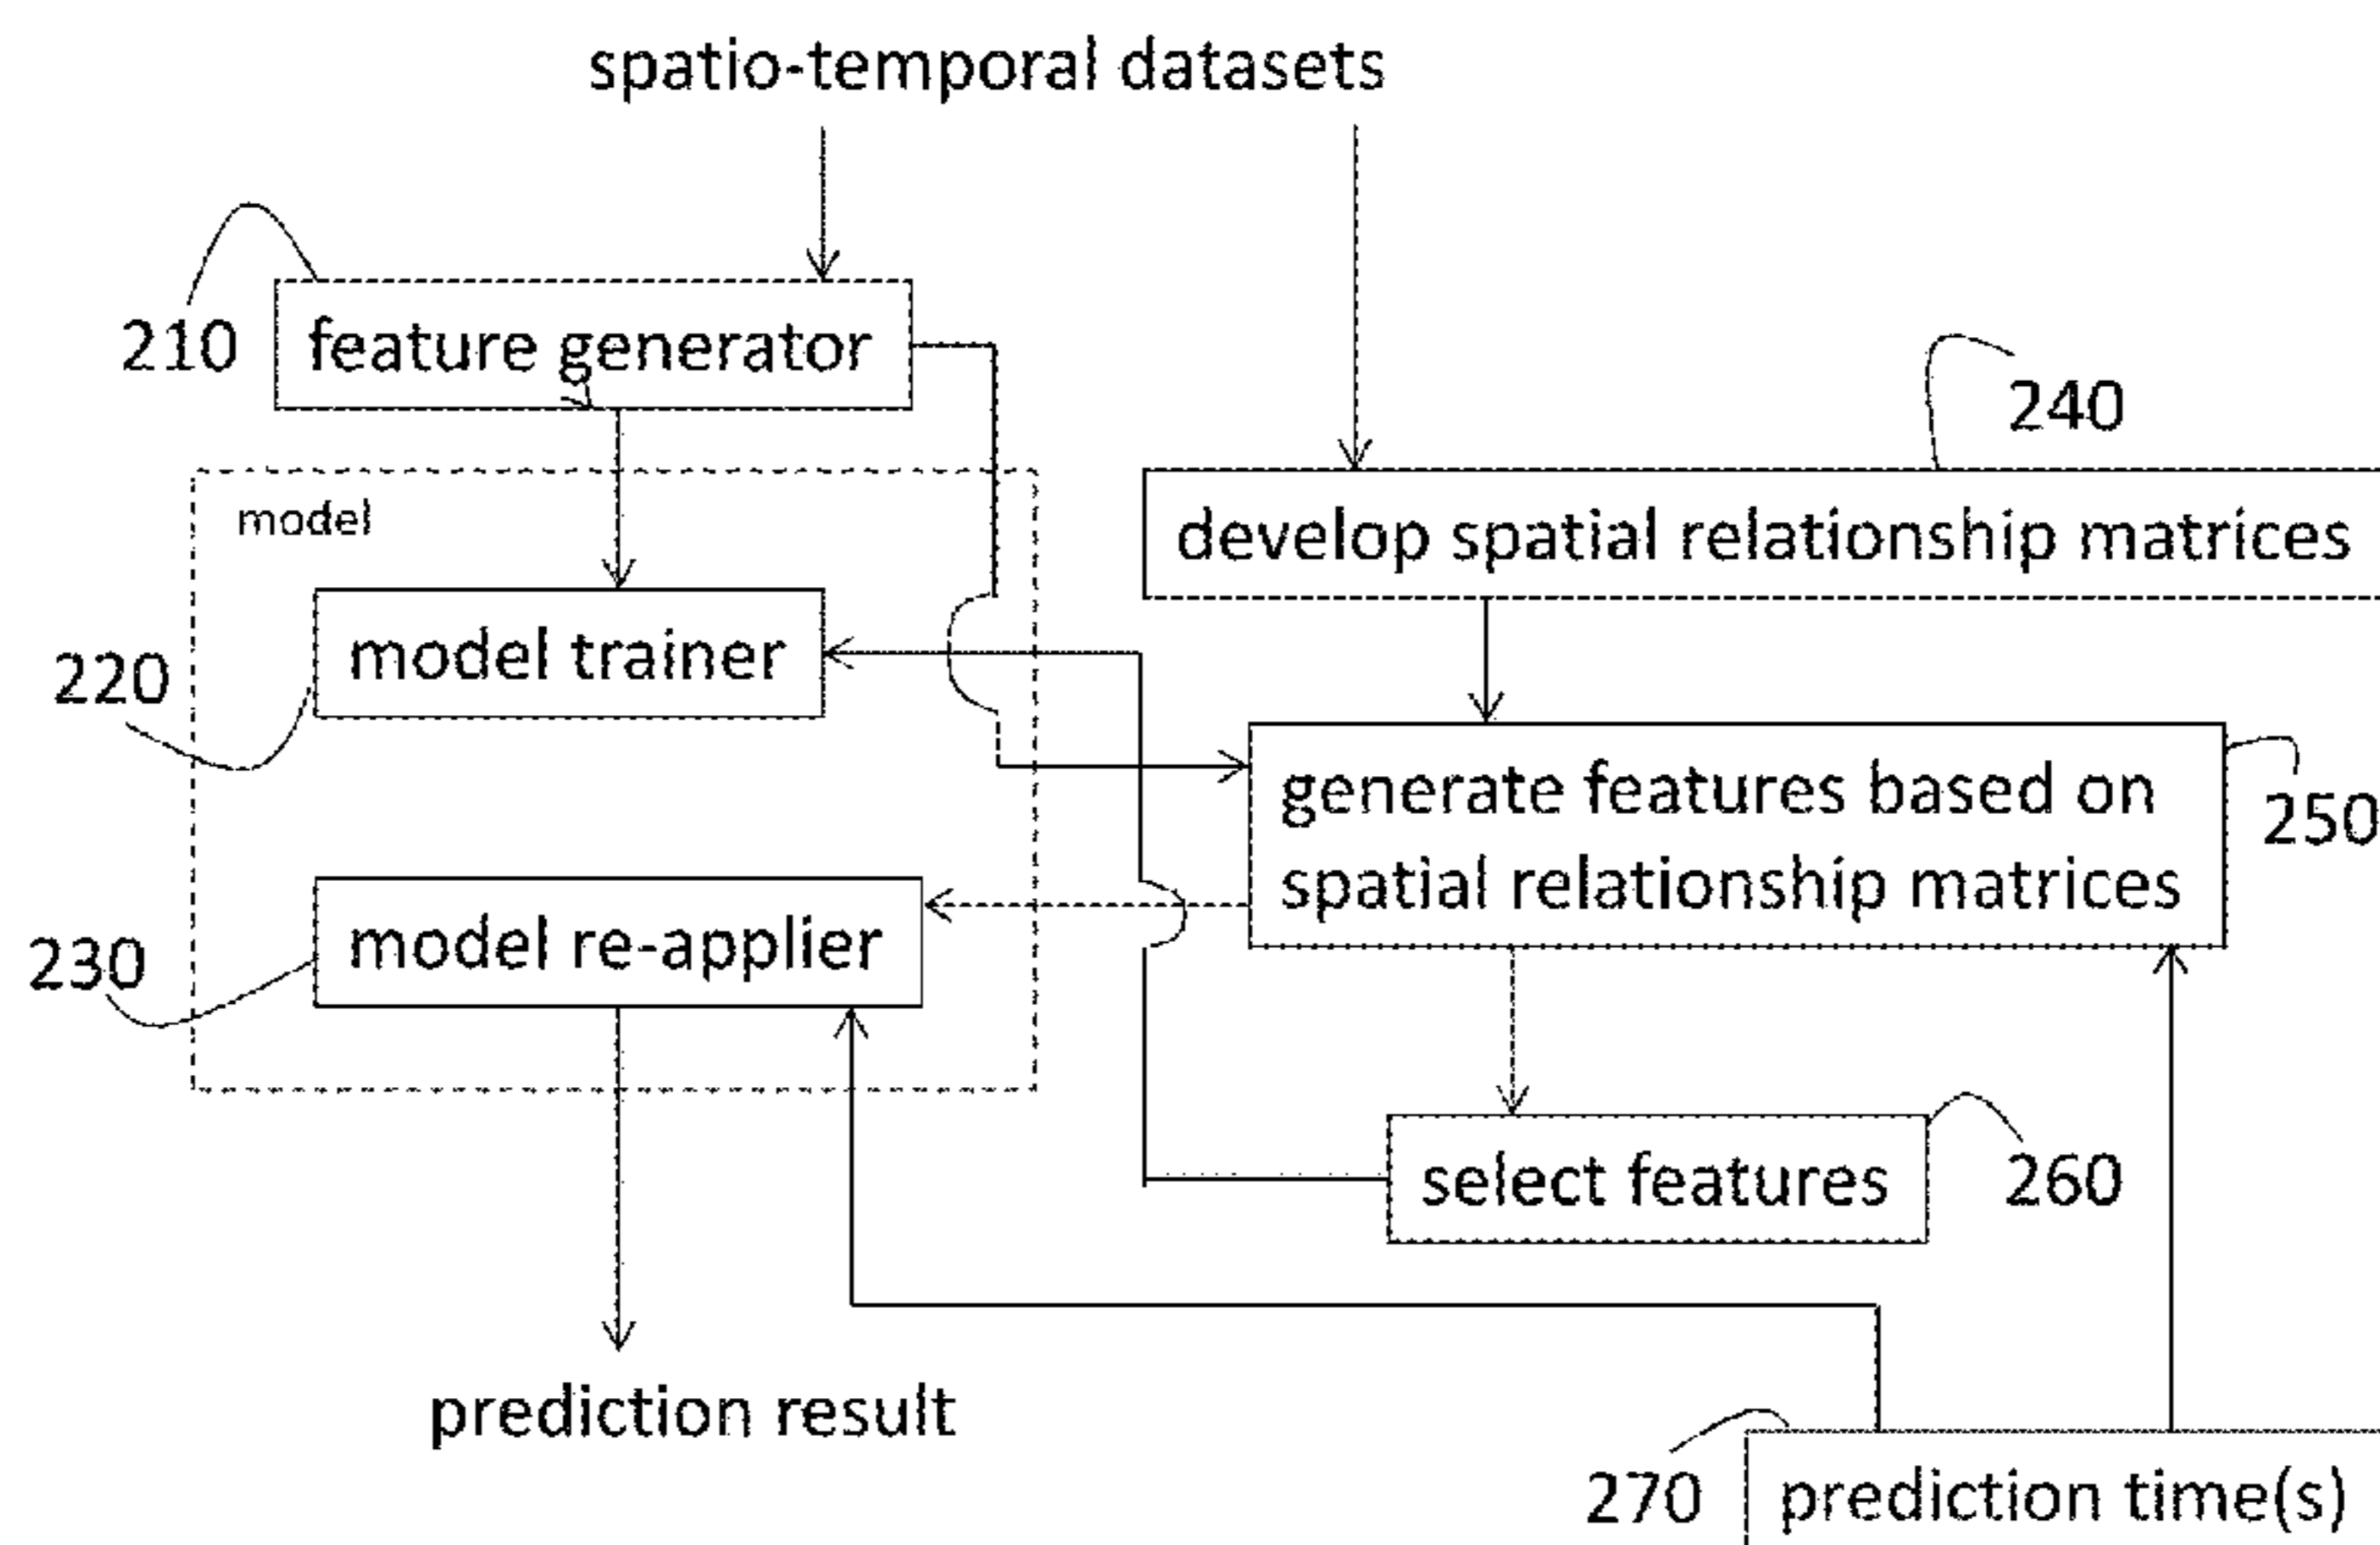 spatio-temporal datasets
210
feature generator
240
model
develop spatial relationship matrices
model trainer
220
generate features based on
spatial relationship matrices
250
model re-applier
230
select features
260
prediction result
270
prediction time(s)